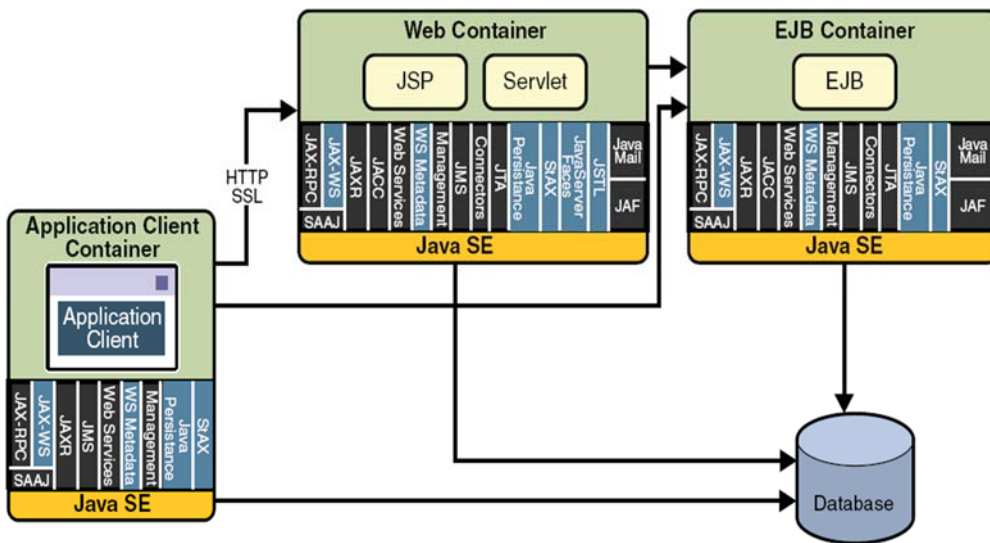 Web Container
JSP
Servlet
JAX-RPC
JAX-WS
SAAJ
JAXR
JACC
Web Services
WS Metadata
Management
JMS
Connectors
JTA
Java
Persistance
StAX
JavaServer
Faces
JSTL
Java
Mail
JAF
Java SE
EJB Container
EJB
JAX-RPC
JAX-WS
SAAJ
JAXR
JACC
Web Services
WS Metadata
Management
JMS
Connectors
JTA
Java
Persistance
StAX
Java
Mail
JAF
Java SE
HTTP
SSL
Application Client
Container
Application
Client
JAX-RPC
JAX-WS
SAAJ
JAXR
JMS
Web Services
WS Metadata
Management
Java
Persistance
StAX
Java SE
Database